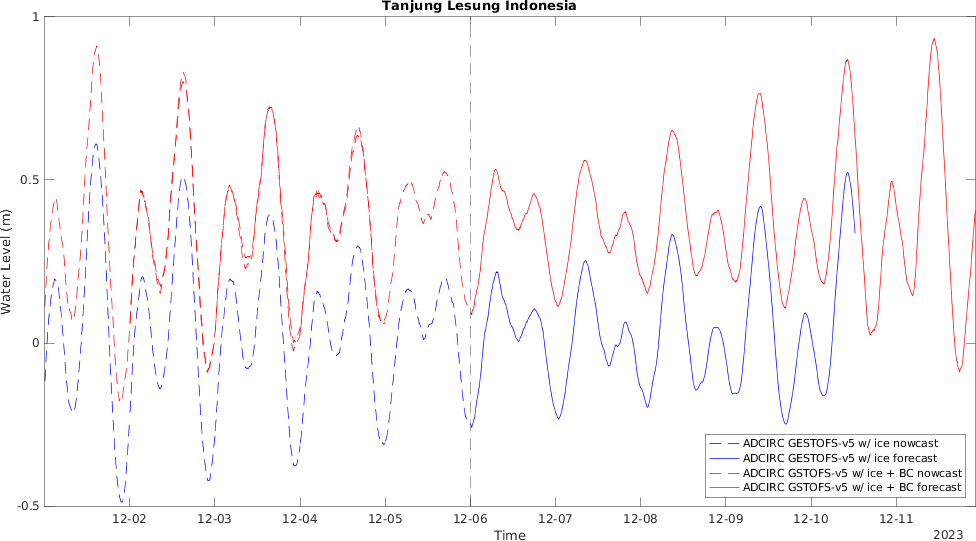 Tanjung Lesung Indonesia
1
0.5
0
-0.5
Water Level (m)
12-02 12-03 12-04 12-05 12-06 12-07 12-08 12-09 12-10 12-11
Time
2023
ADCIRC GESTOFS-v5 w/ ice nowcast
ADCIRC GESTOFS-v5 w/ ice forecast
ADCIRC GSTOFS-v5 w/ ice + BC nowcast
ADCIRC GSTOFS-v5 w/ ice + BC forecast